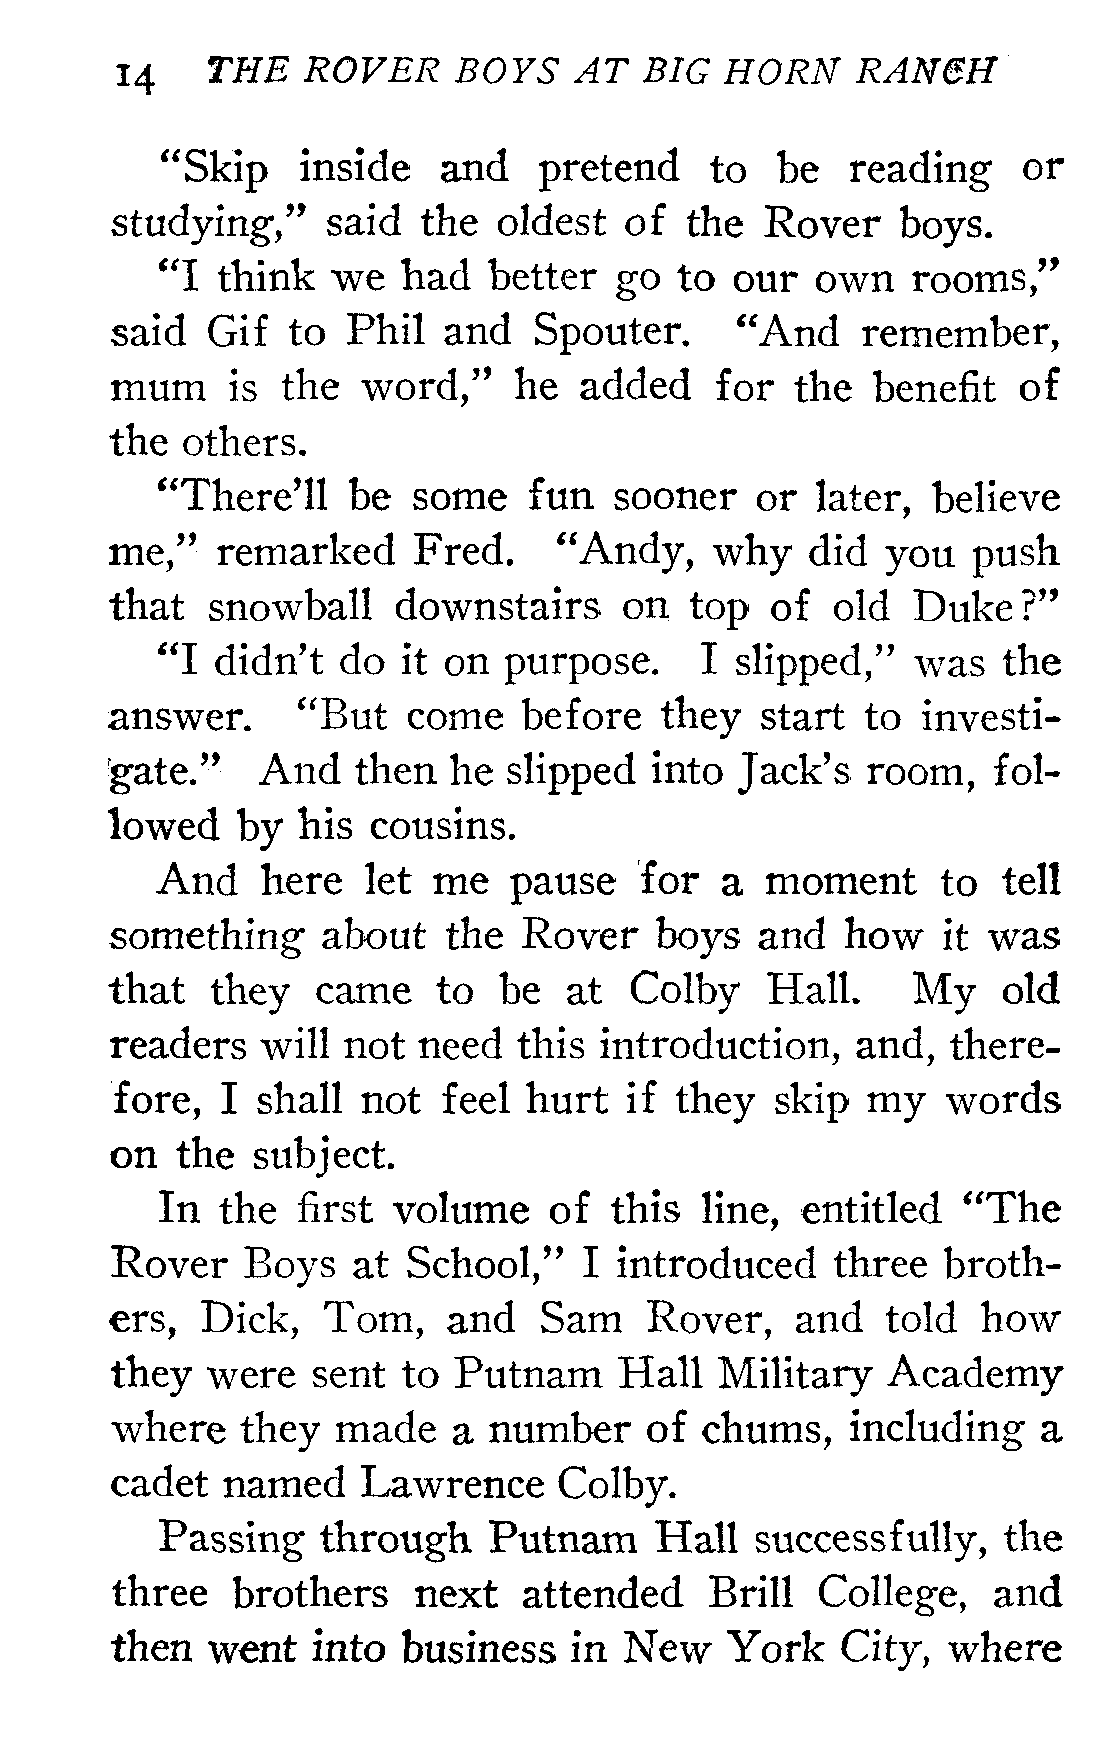 14 THE ROVER BOYS AT BIG HORN RANCH
“Skip inside and pretend to be reading or
studying,” said the oldest of the Rover boys.
“I think we had better go to our own rooms,”
said Gif to Phil and Spouter. “And remember,
mum is the word,” he added for the benefit of
the others.
“There’ll be some fun sooner or later, believe
me,” remarked Fred. “Andy, why did you push
that snowball downstairs on top of old Duke?”
“I didn’t do it on purpose. I slipped,” was the
answer. “But come before they start to investi-
gate.” And then he slipped into Jack’s room, fol-
lowed by his cousins.
And here let me pause for a moment to tell
something about the Rover boys and how it was
that they came to be at Colby Hall. My old
readers will not need this introduction, and, there-
fore, I shall not feel hurt if they skip my words
on the subject.
In the first volume of this line, entitled “The
Rover Boys at School,” I introduced three broth-
ers, Dick, Tom, and Sam Rover, and told how
they were sent to Putnam Hall Military Academy
where they made a number of chums, including a
cadet named Lawrence Colby.
Passing through Putnam Hall successfully, the
three brothers next attended Brill College, and
then went into business in New York City, where